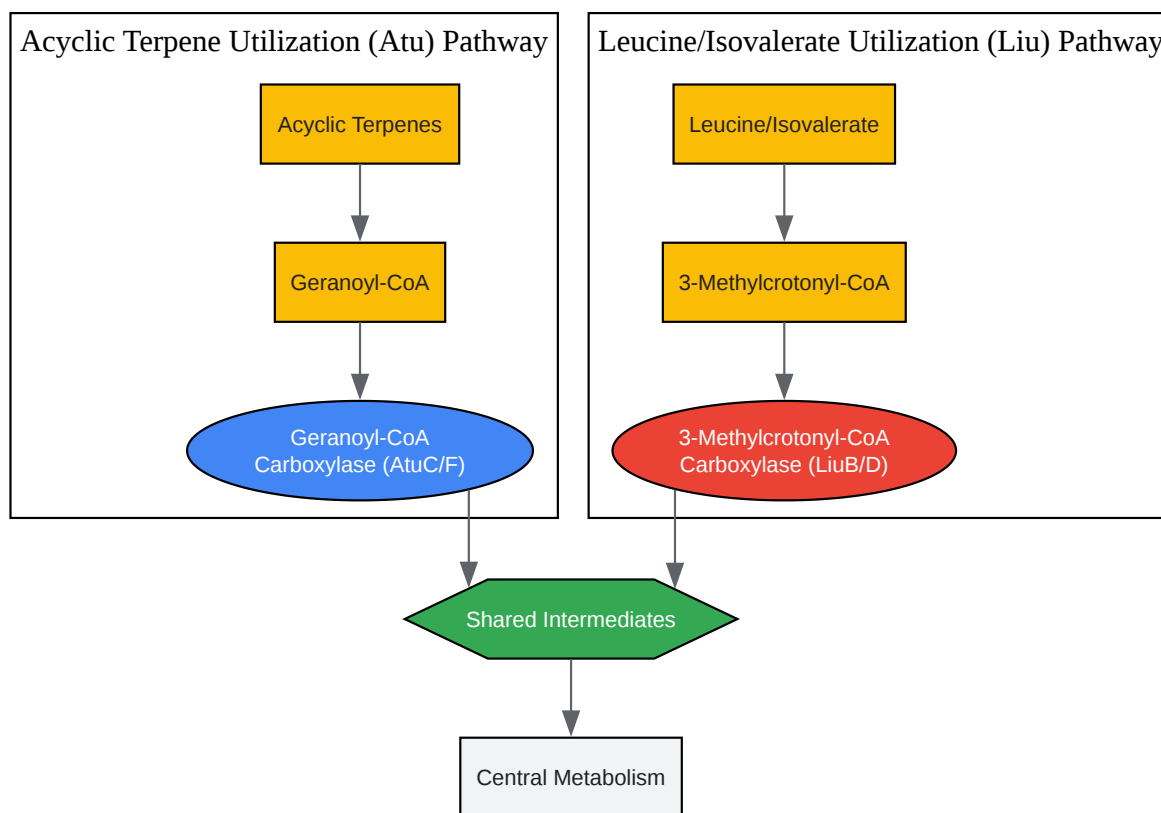 Acyclic Terpene Utilization (Atu) Pathway
Acyclic Terpenes
Geranoyl-CoA
Geranoyl-CoA
Carboxylase (AtuC/F)
Leucine/Isovalerate Utilization (Liu) Pathway
Leucine/Isovalerate
3-Methylcrotonyl-CoA
3-Methylcrotonyl-CoA
Carboxylase (LiuB/D)
Shared Intermediates
Central Metabolism